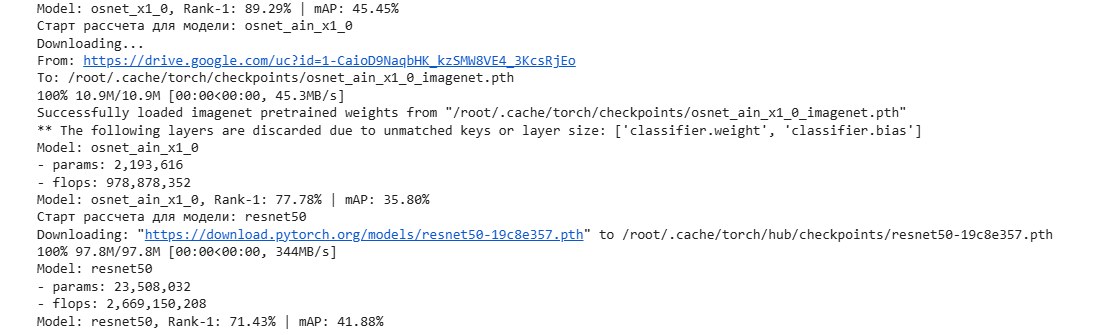 Model: osnet_x1_0, Rank-1: 89.29% | mAP: 45.45%
Старт рассчета для модели: osnet_ain_x1_0
Downloading...
From: https://drive.google.com/uc?id=1-CaioD9NaqbHK_kzSMW8VE4_3KcsRjEo
To: /root/.cache/torch/checkpoints/osnet_ain_x1_0_imagenet.pth
100% 10.9M/10.9M [00:00<00:00, 45.3MB/s]
Successfully loaded imagenet pretrained weights from "/root/.cache/torch/checkpoints/osnet_ain_x1_0_imagenet.pth"
** The following layers are discarded due to unmatched keys or layer size: ['classifier.weight', 'classifier.bias']
Model: osnet_ain_x1_0
- params: 2,193,616
- flops: 978,878,352
Model: osnet_ain_x1_0, Rank-1: 77.78% | mAP: 35.80%
Старт рассчета для модели: resnet50
Downloading: "https://download.pytorch.org/models/resnet50-19c8e357.pth" to /root/.cache/torch/hub/checkpoints/resnet50-19c8e357.pth
100% 97.8M/97.8M [00:00<00:00, 344MB/s]
Model: resnet50
- params: 23,508,032
- flops: 2,669,150,208
Model: resnet50, Rank-1: 71.43% | mAP: 41.88%